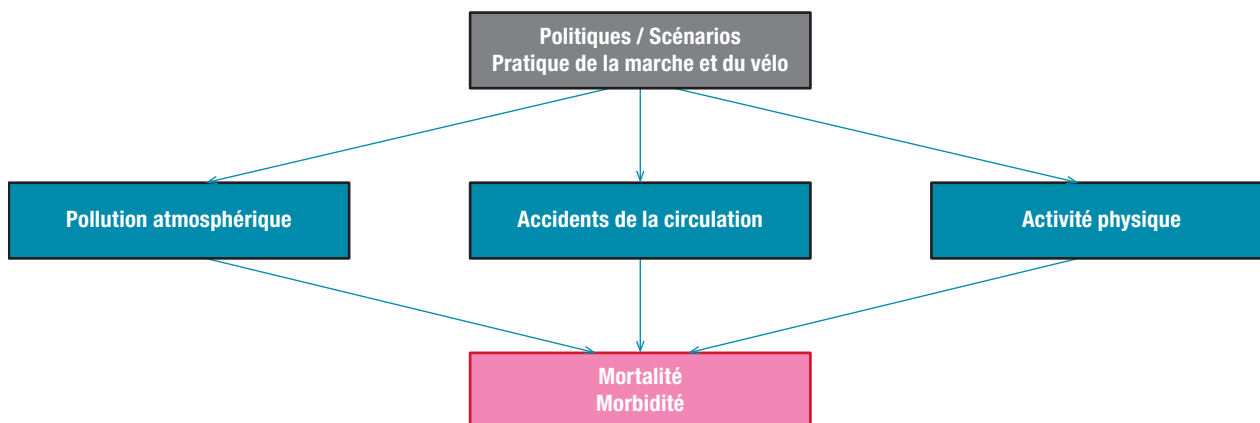 Politiques / Scénarios
Pratique de la marche et du vélo
Pollution atmosphérique
Accidents de la circulation
Activité physique
Mortalité
Morbidité